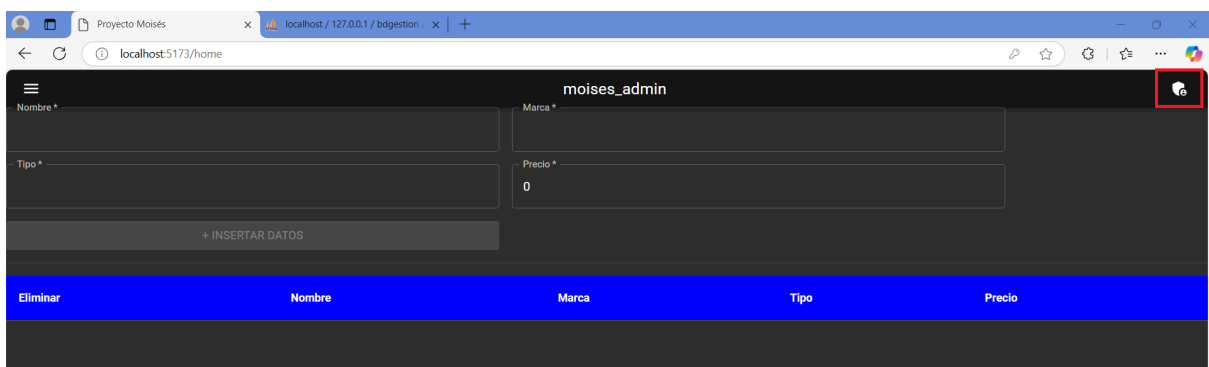 Proyecto Moisés
localhost / 127.0.0.1 / bdgestion /
localhost:5173/home
moises_admin
Nombre *
Marca *
Tipo *
Precio *
0
+ INSERTAR DATOS
Eliminar Nombre Marca Tipo Precio